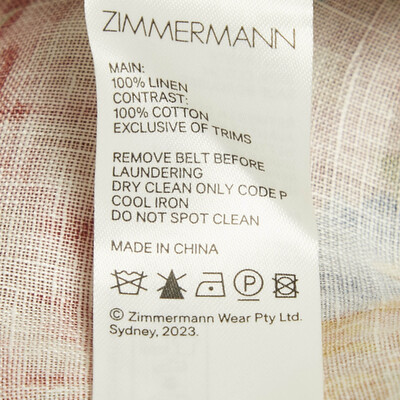 ZIMMERMANN
MAIN:
100% LINEN
CONTRAST:
100% COTTON
EXCLUSIVE OF TRIMS
REMOVE BELT BEFORE
LAUNDERING
DRY CLEAN ONLY CODE P
COOL IRON
DO NOT SPOT CLEAN
MADE IN CHINA
P
© Zimmermann Wear Pty Ltd.
Sydney, 2023.